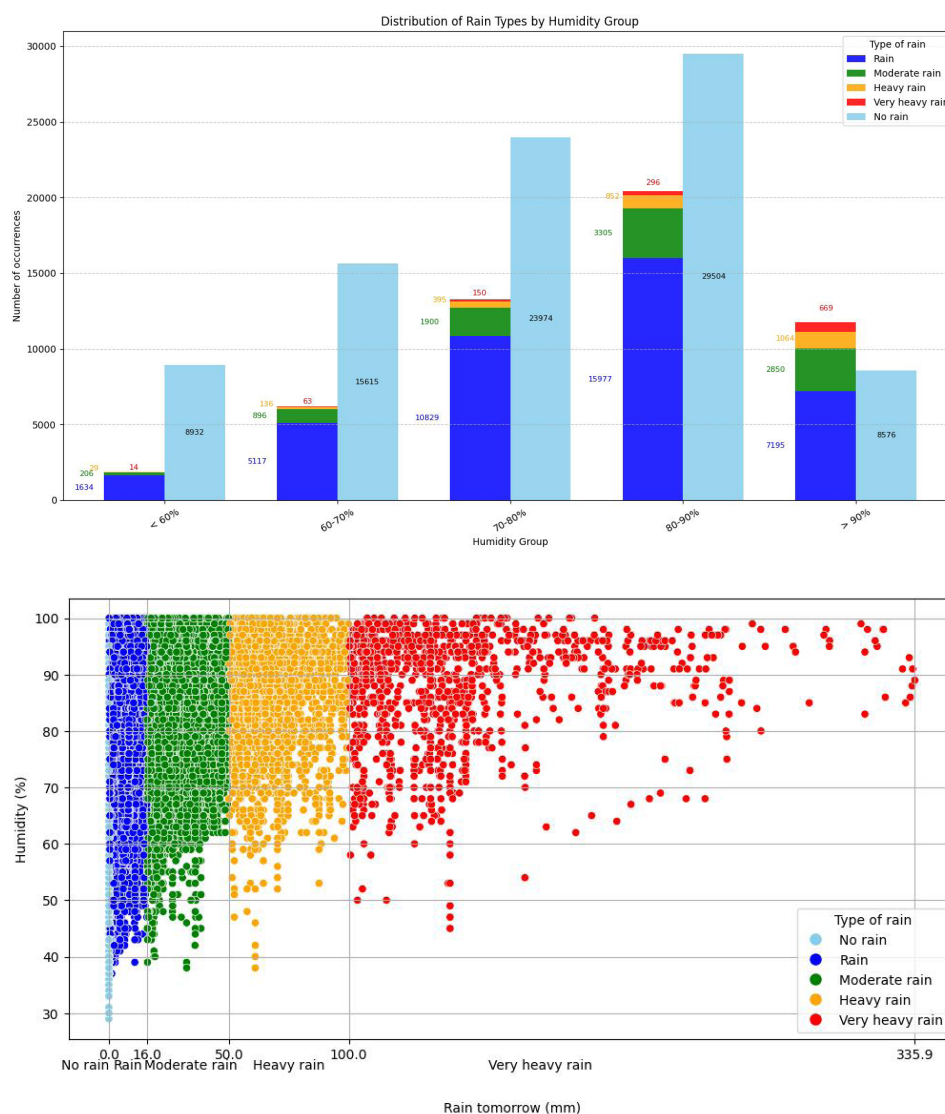 Distribution of Rain Types by Humidity Group
Number of occurrences
30000
25000
20000
15000
10000
5000
0
Type of rain
Rain
Moderate rain
Heavy rain
Very heavy rain
No rain
29
14
206
1634
8932
136
63
896
5117
15615
395
150
1900
10829
23974
852
296
3305
15977
29504
669
1064
2850
7195
8576
< 60%
60-70%
70-80%
80-90%
> 90%
Humidity Group
Humidity (%)
100
90
80
70
60
50
40
30
Type of rain
No rain
Rain
Moderate rain
Heavy rain
Very heavy rain
0.0 16.0 50.0 100.0 335.9
No rain Rain Moderate rain Heavy rain Very heavy rain
Rain tomorrow (mm)